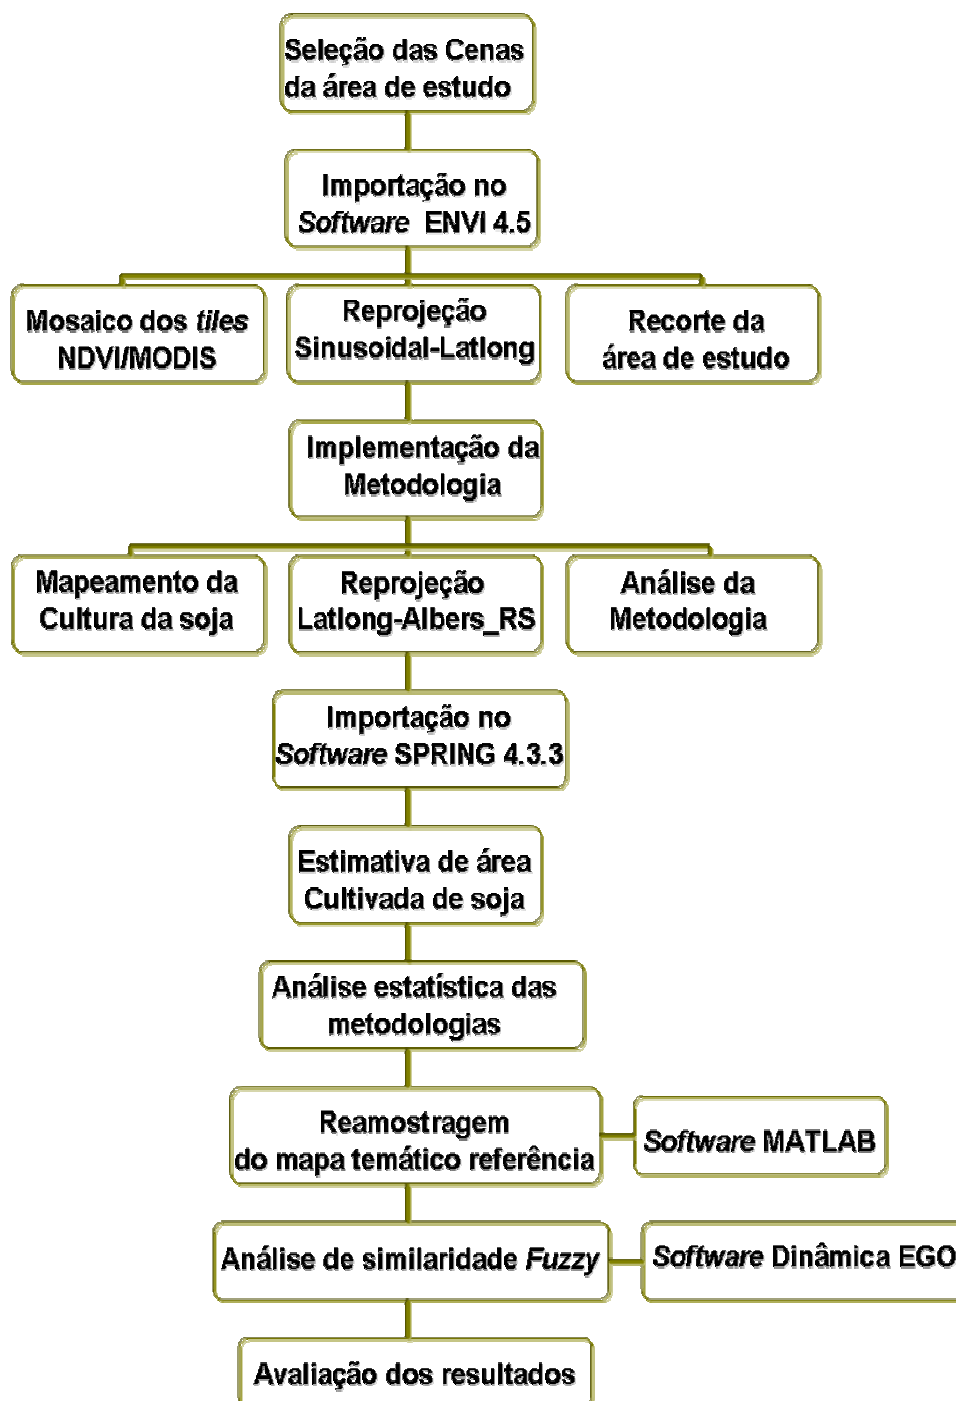 Seleção das Cenas
da área de estudo
Importação no
Software ENVI 4.5
Mosaico dos tiles
NDVI/MODIS
Reprojeção
Sinusoidal-Latlong
Recorte da
área de estudo
Implementação da
Metodologia
Mapeamento da
Cultura da soja
Reprojeção
Latlong-Albers_RS
Análise da
Metodologia
Importação no
Software SPRING 4.3.3
Estimativa de área
Cultivada de soja
Análise estatística das
metodologias
Reamostragem
do mapa temático referência
Software MATLAB
Análise de similaridade Fuzzy
Software Dinâmica EGO
Avaliação dos resultados